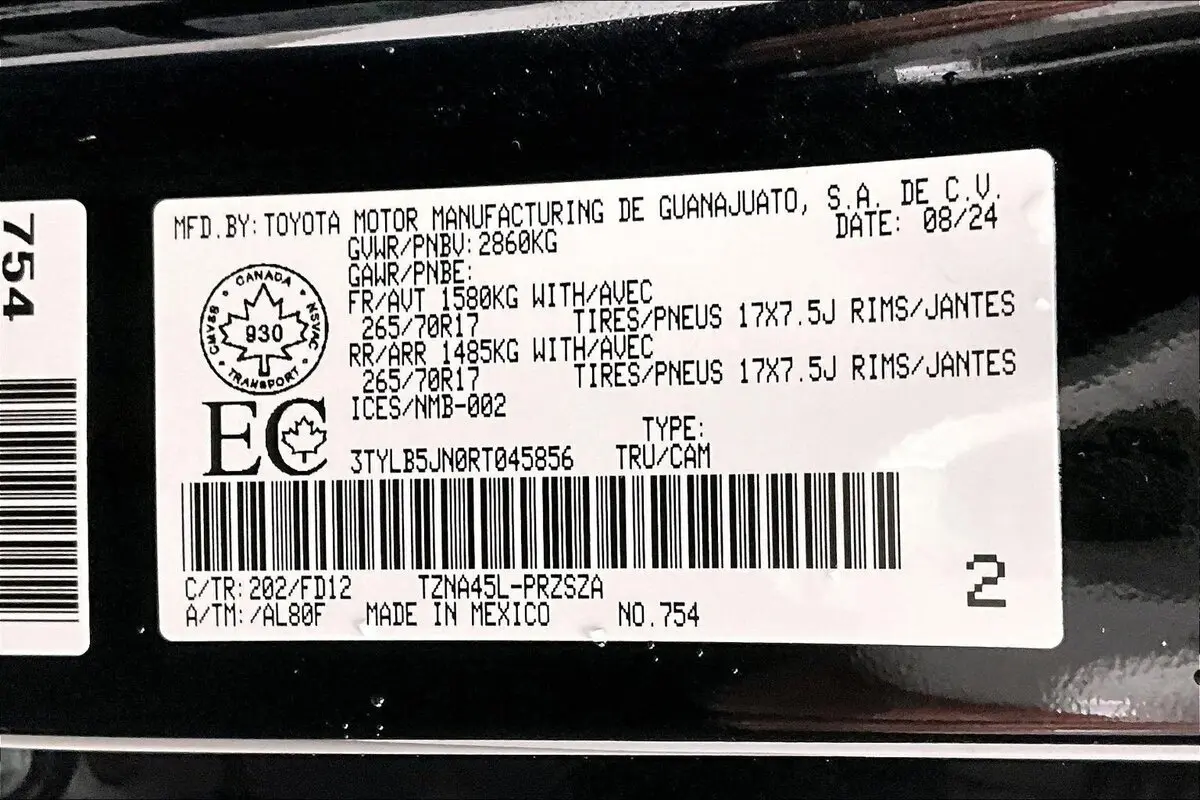 754
MFD.BY: TOYOTA MOTOR MANUFACTURING DE GUANAJUATO, S.A. DE C.V.
GVWR/PNBV: 2860KG DATE: 08/24
GAWR/PNBE:
FR/AVT 1580KG WITH/AVEC
265/70R17 TIRES/PNEUS 17X7.5J RIMS/JANTES
RR/ARR 1485KG WITH/AVEC
265/70R17 TIRES/PNEUS 17X7.5J RIMS/JANTES
ICES/NMB-002
CANADA
NSVAC
TRANSPORT
930
EC
TYPE:
3TYLB5JN0RT045856 TRU/CAM
C/TR: 202/FD12 TZNA45L-PRZSZA
A/TM: /AL80F MADE IN MEXICO NO.754
2